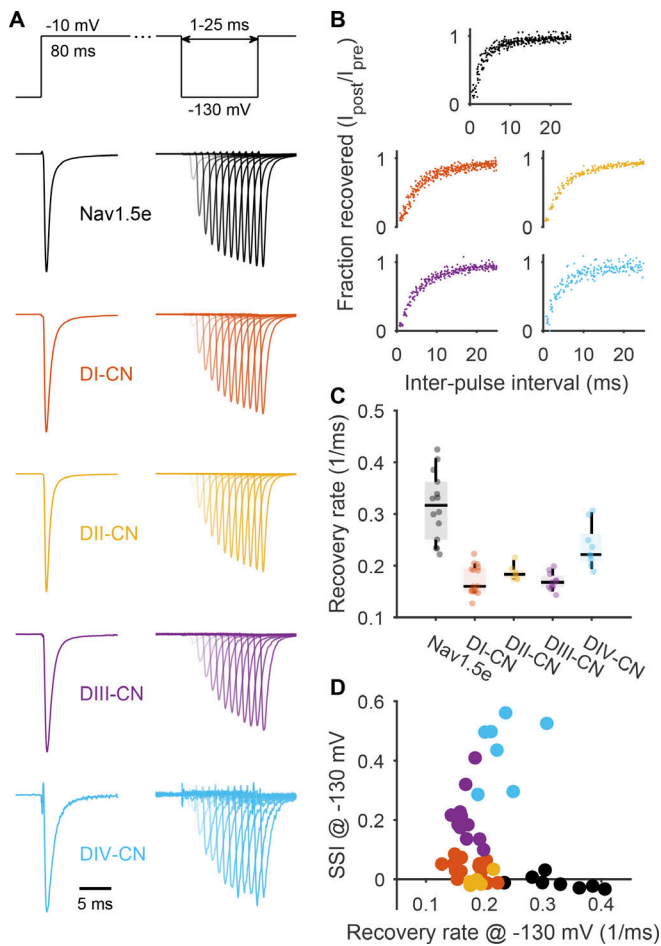 A
-10 mV
80 ms
...
1-25 ms
-130 mV
Nav1.5e
DI-CN
DII-CN
DIII-CN
DIV-CN
5 ms
B
Fraction recovered (I_post/I_pre)
1
0
0 10 20
1
0
1
0
1
0
0 10 20
1
0
0 10 20
Inter-pulse interval (ms)
C
Recovery rate (1/ms)
0.5
0.4
0.3
0.2
0.1
Nav1.5e
DI-CN
DII-CN
DIII-CN
DIV-CN
D
SSI @ -130 mV
0.6
0.4
0.2
0
0.1 0.2 0.3 0.4
Recovery rate @ -130 mV (1/ms)